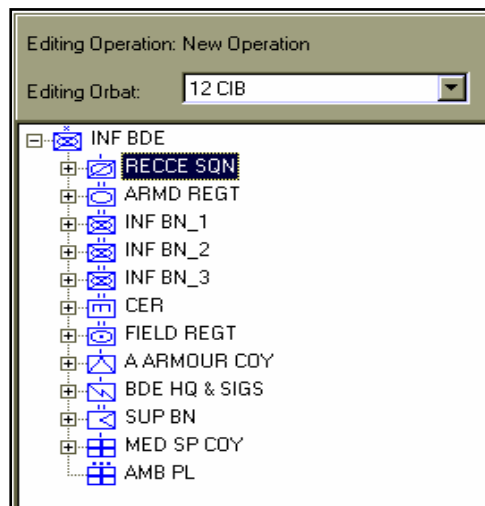 Editing Operation: New Operation
Editing Orbat: 12 CIB
INF BDE
RECCE SQN
ARMD REGT
INF BN_1
INF BN_2
INF BN_3
CER
FIELD REGT
A ARMOUR COY
BDE HQ & SIGS
SUP BN
MED SP COY
AMB PL